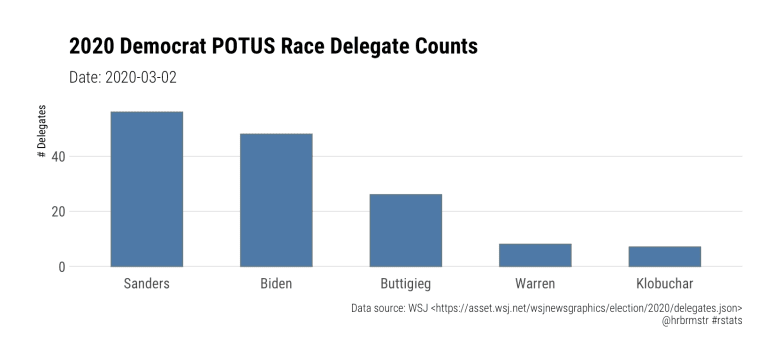 2020 Democrat POTUS Race Delegate Counts
Date: 2020-03-02
# Delegates
40
20
0
Sanders Biden Buttigieg Warren Klobuchar
Data source: WSJ <https://asset.wsj.net/wsjnewsgraphics/election/2020/delegates.json>
@hrbrmstr #rstats